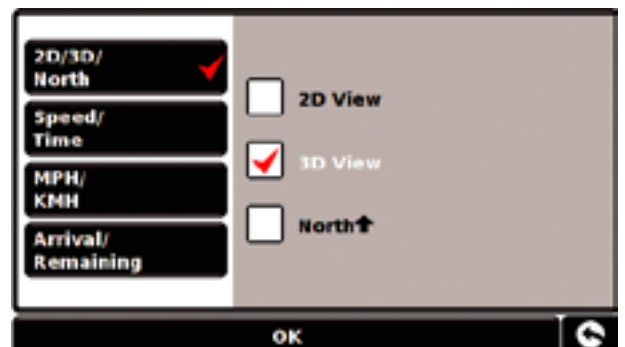 2D/3D/
North
Speed/
Time
MPH/
KMH
Arrival/
Remaining
2D View
3D View
North⬆
OK